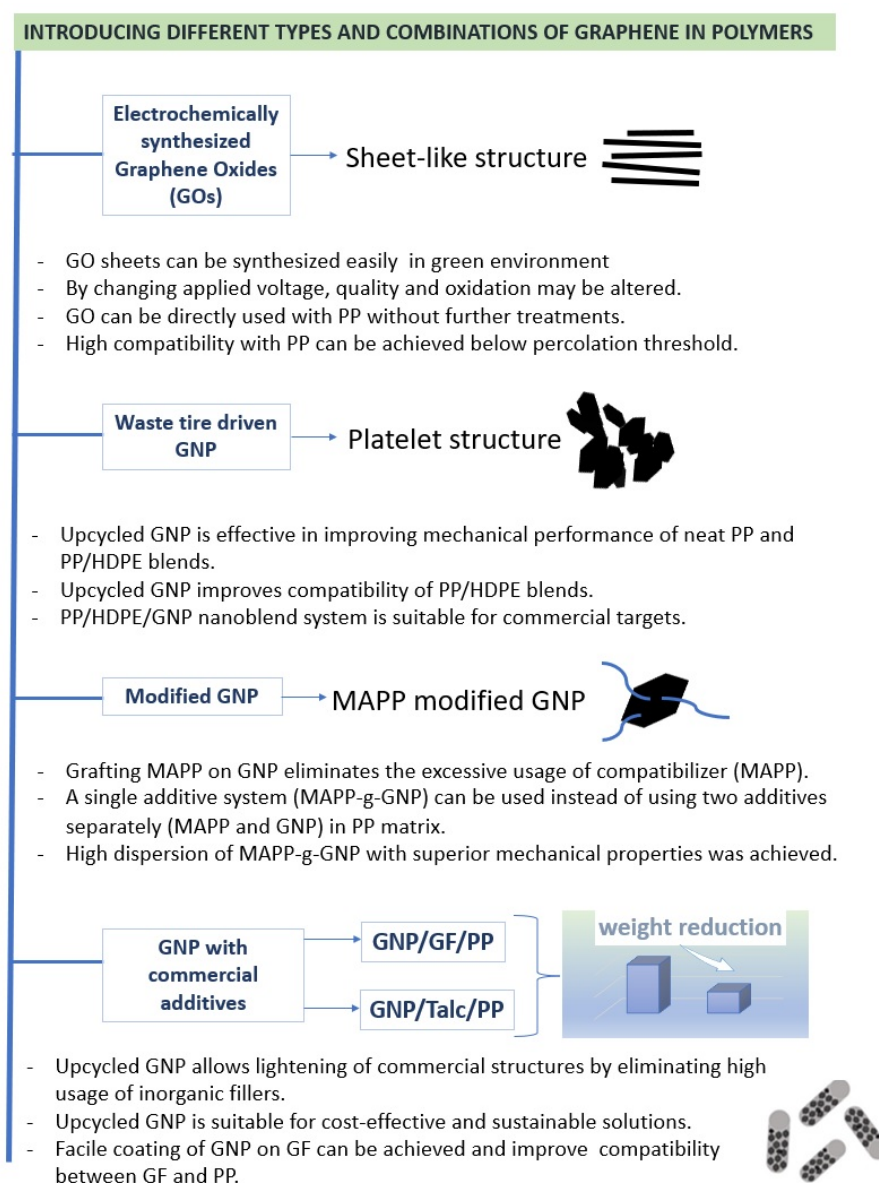 INTRODUCING DIFFERENT TYPES AND COMBINATIONS OF GRAPHENE IN POLYMERS
Electrochemically
synthesized
Graphene Oxides
(GOs)
Sheet-like structure
- GO sheets can be synthesized easily in green environment
- By changing applied voltage, quality and oxidation may be altered.
- GO can be directly used with PP without further treatments.
- High compatibility with PP can be achieved below percolation threshold.
Waste tire driven
GNP
Platelet structure
- Upcycled GNP is effective in improving mechanical performance of neat PP and
PP/HDPE blends.
- Upcycled GNP improves compatibility of PP/HDPE blends.
- PP/HDPE/GNP nanoblend system is suitable for commercial targets.
Modified GNP
MAPP modified GNP
- Grafting MAPP on GNP eliminates the excessive usage of compatibilizer (MAPP).
- A single additive system (MAPP-g-GNP) can be used instead of using two additives
separately (MAPP and GNP) in PP matrix.
- High dispersion of MAPP-g-GNP with superior mechanical properties was achieved.
GNP with
commercial
additives
GNP/GF/PP
GNP/Talc/PP
weight reduction
- Upcycled GNP allows lightening of commercial structures by eliminating high
usage of inorganic fillers.
- Upcycled GNP is suitable for cost-effective and sustainable solutions.
- Facile coating of GNP on GF can be achieved and improve compatibility
between GF and PP.